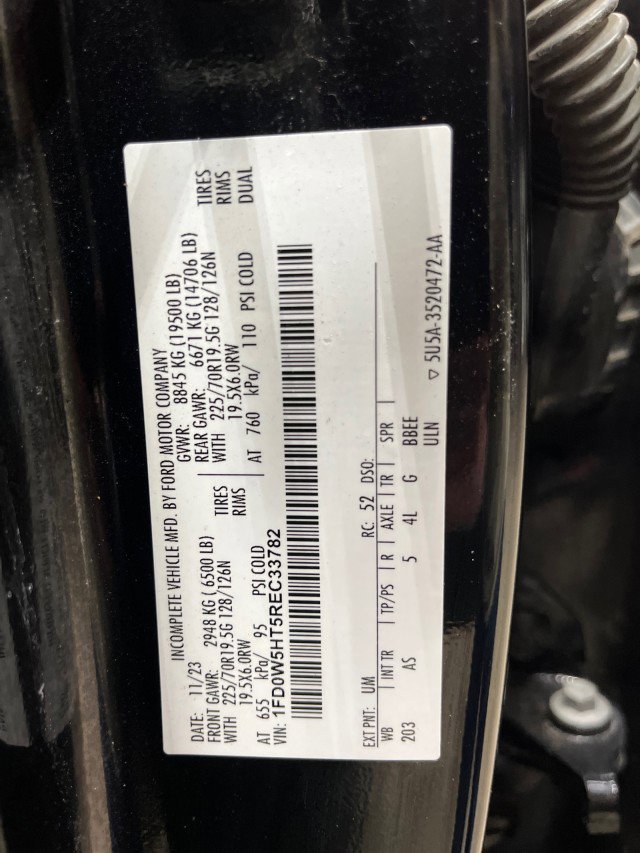 INCOMPLETE VEHICLE MFD. BY FORD MOTOR COMPANY
DATE: 11/23 GVWR: 8845 KG (19500 LB)
FRONT GAWR: 2948 KG ( 6500 LB) REAR GAWR: 6671 KG (14706 LB)
WITH 225/70R19.5G 128/126N TIRES WITH 225/70R19.5G 128/126N TIRES
19.5X6.0RW RIMS 19.5X6.0RW RIMS
AT 655 kPa/ 95 PSI COLD AT 760 kPa/ 110 PSI COLD DUAL
VIN: 1FD0W5HT5REC33782
EXT PNT: UM RC: 52 DSO:
WB INT TR TP/PS R AXLE TR SPR
203 AS 5 4L G BBEE
ULN
▽ 5U5A-3520472-AA